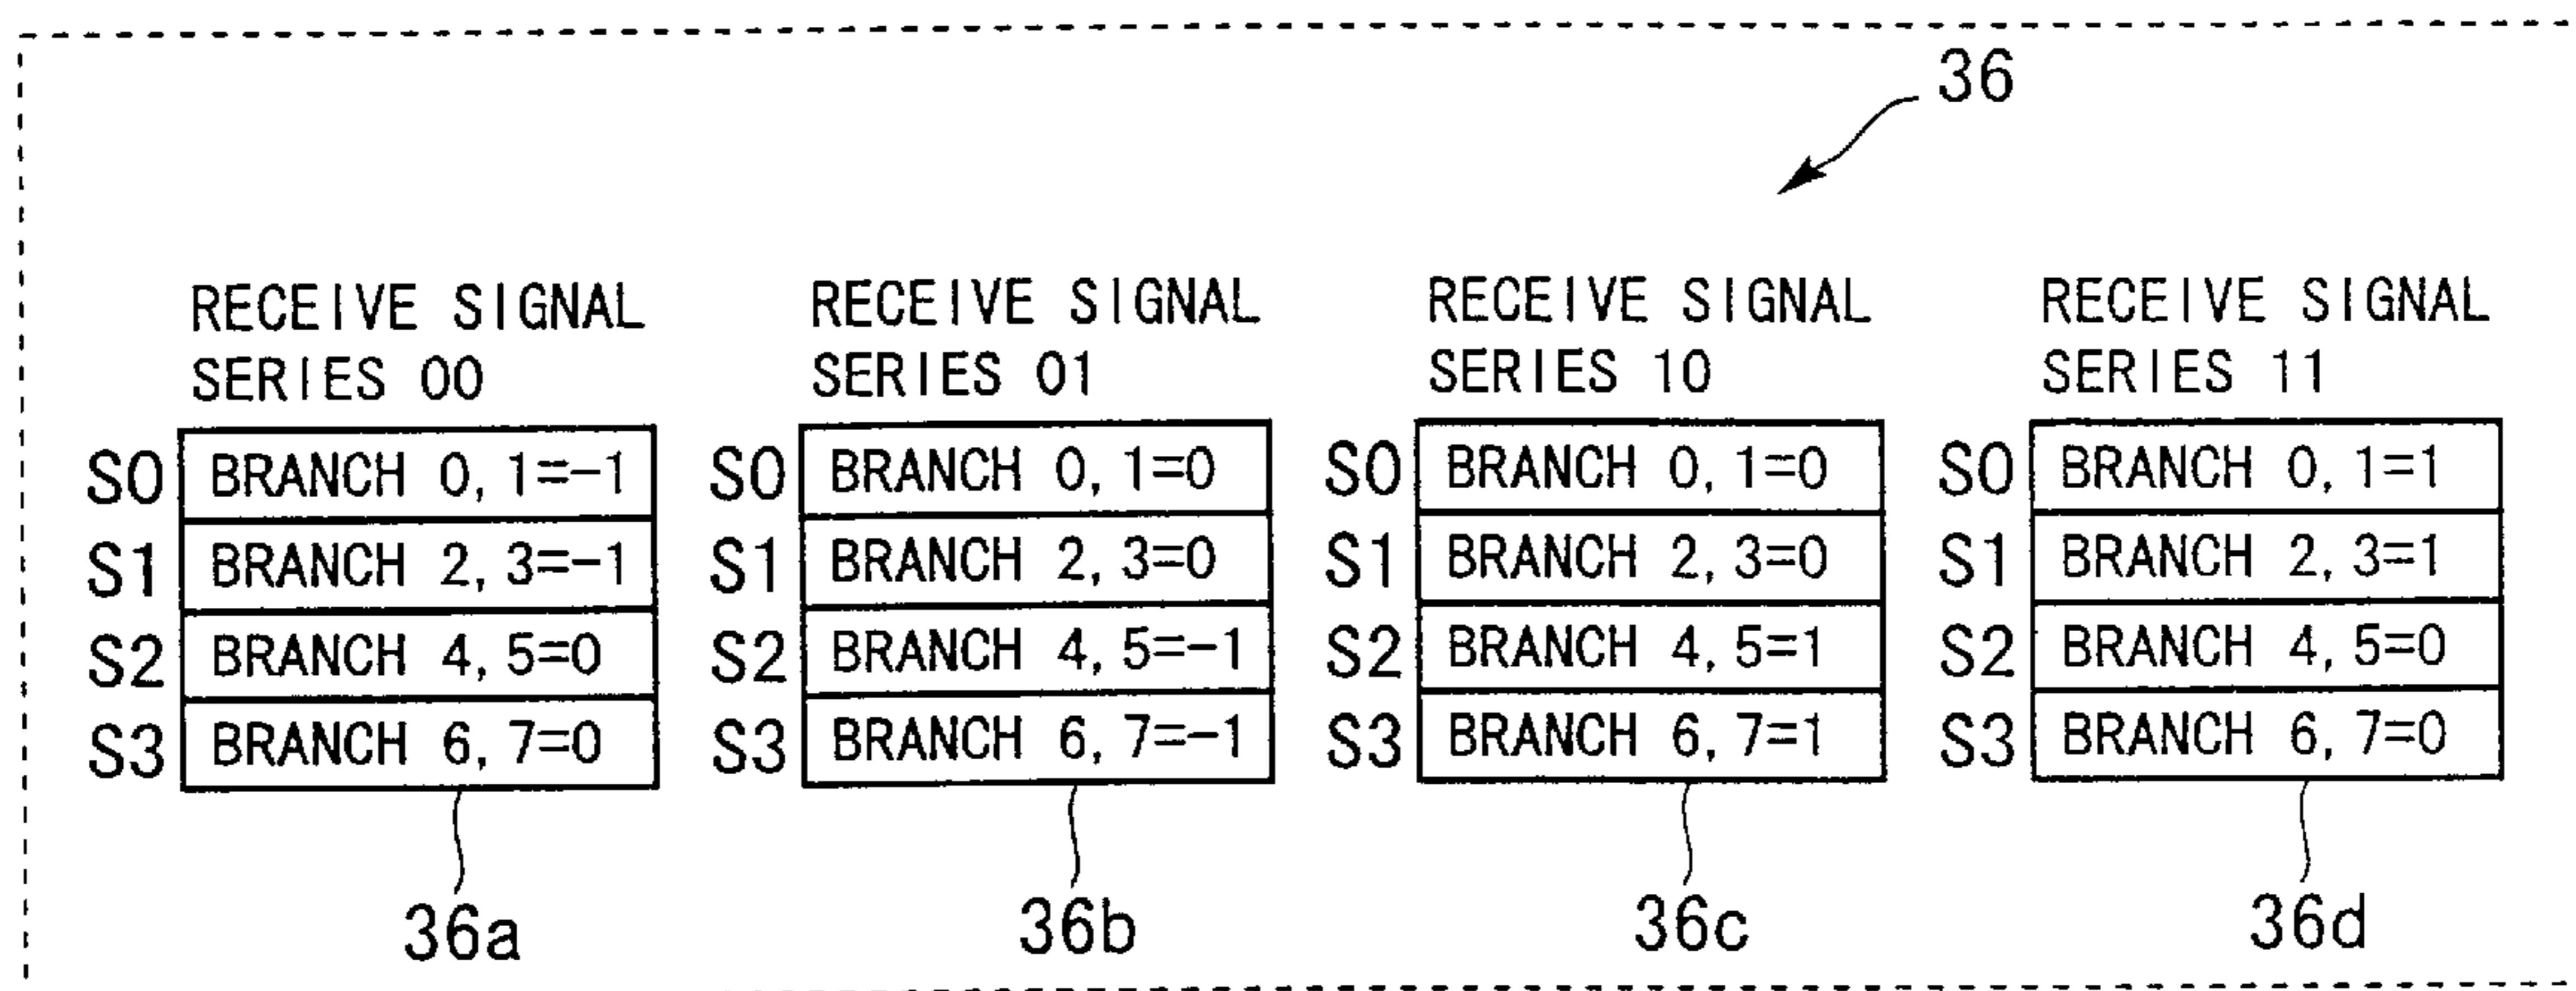 36
RECEIVE SIGNAL
SERIES 00
S0 BRANCH 0, 1=-1
S1 BRANCH 2, 3=-1
S2 BRANCH 4, 5=0
S3 BRANCH 6, 7=0
36a
RECEIVE SIGNAL
SERIES 01
S0 BRANCH 0, 1=0
S1 BRANCH 2, 3=0
S2 BRANCH 4, 5=-1
S3 BRANCH 6, 7=-1
36b
RECEIVE SIGNAL
SERIES 10
S0 BRANCH 0, 1=0
S1 BRANCH 2, 3=0
S2 BRANCH 4, 5=1
S3 BRANCH 6, 7=1
36c
RECEIVE SIGNAL
SERIES 11
S0 BRANCH 0, 1=1
S1 BRANCH 2, 3=1
S2 BRANCH 4, 5=0
S3 BRANCH 6, 7=0
36d